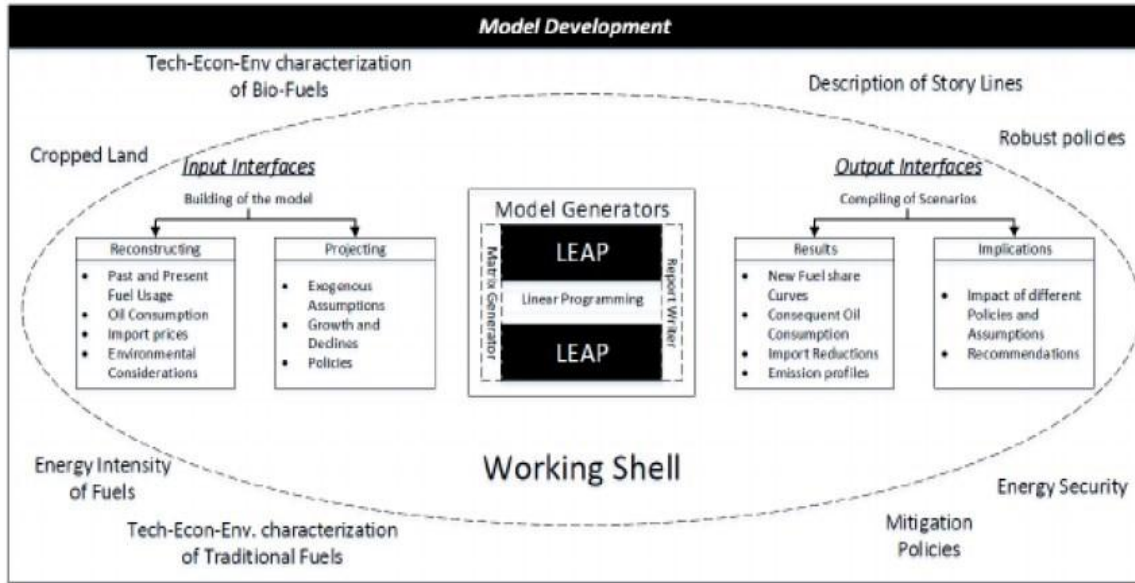 Model Development
Tech-Econ-Env characterization
of Bio-Fuels
Description of Story Lines
Cropped Land
Robust policies
Input Interfaces
Building of the model
Reconstructing
• Past and Present
Fuel Usage
• Oil Consumption
• Import prices
• Environmental
Considerations
Projecting
• Exogenous
Assumptions
• Growth and
Declines
• Policies
Model Generators
Matrix Generator
LEAP
Linear Programming
LEAP
Report Writer
Output Interfaces
Compiling of Scenarios
Results
• New Fuel share
Curves
• Consequent Oil
Consumption
• Import Reductions
• Emission profiles
Implications
• Impact of different
Policies and
Assumptions
• Recommendations
Working Shell
Energy Intensity
of Fuels
Tech-Econ-Env. characterization
of Traditional Fuels
Energy Security
Mitigation
Policies